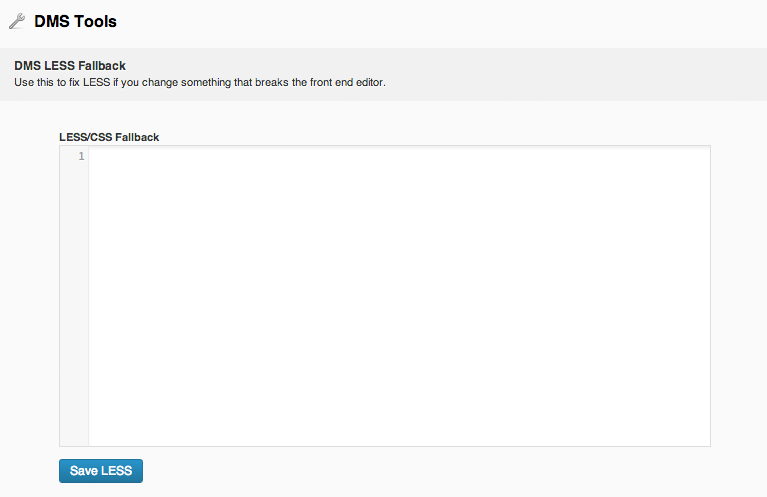 DMS Tools
DMS LESS Fallback
Use this to fix LESS if you change something that breaks the front end editor.
LESS/CSS Fallback
1
Save LESS